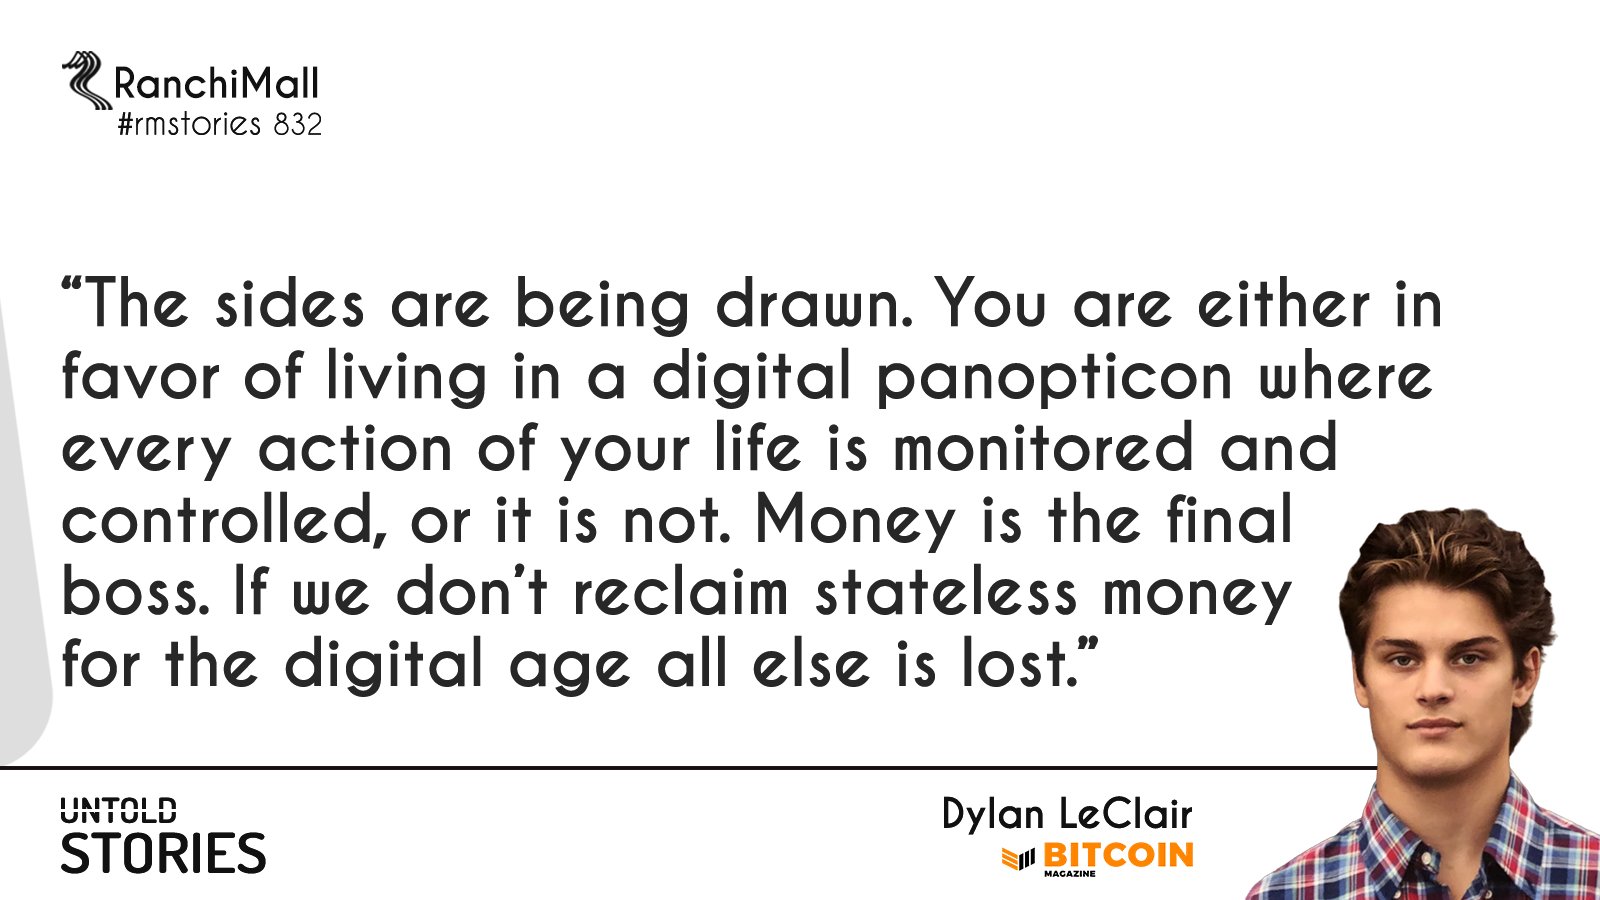 RanchiMall
#rmstories 832
“The sides are being drawn. You are either in
favor of living in a digital panopticon where
every action of your life is monitored and
controlled, or it is not. Money is the final
boss. If we don’t reclaim stateless money
for the digital age all else is lost.”
UNTOLD
STORIES
Dylan LeClair
BITCOIN
MAGAZINE